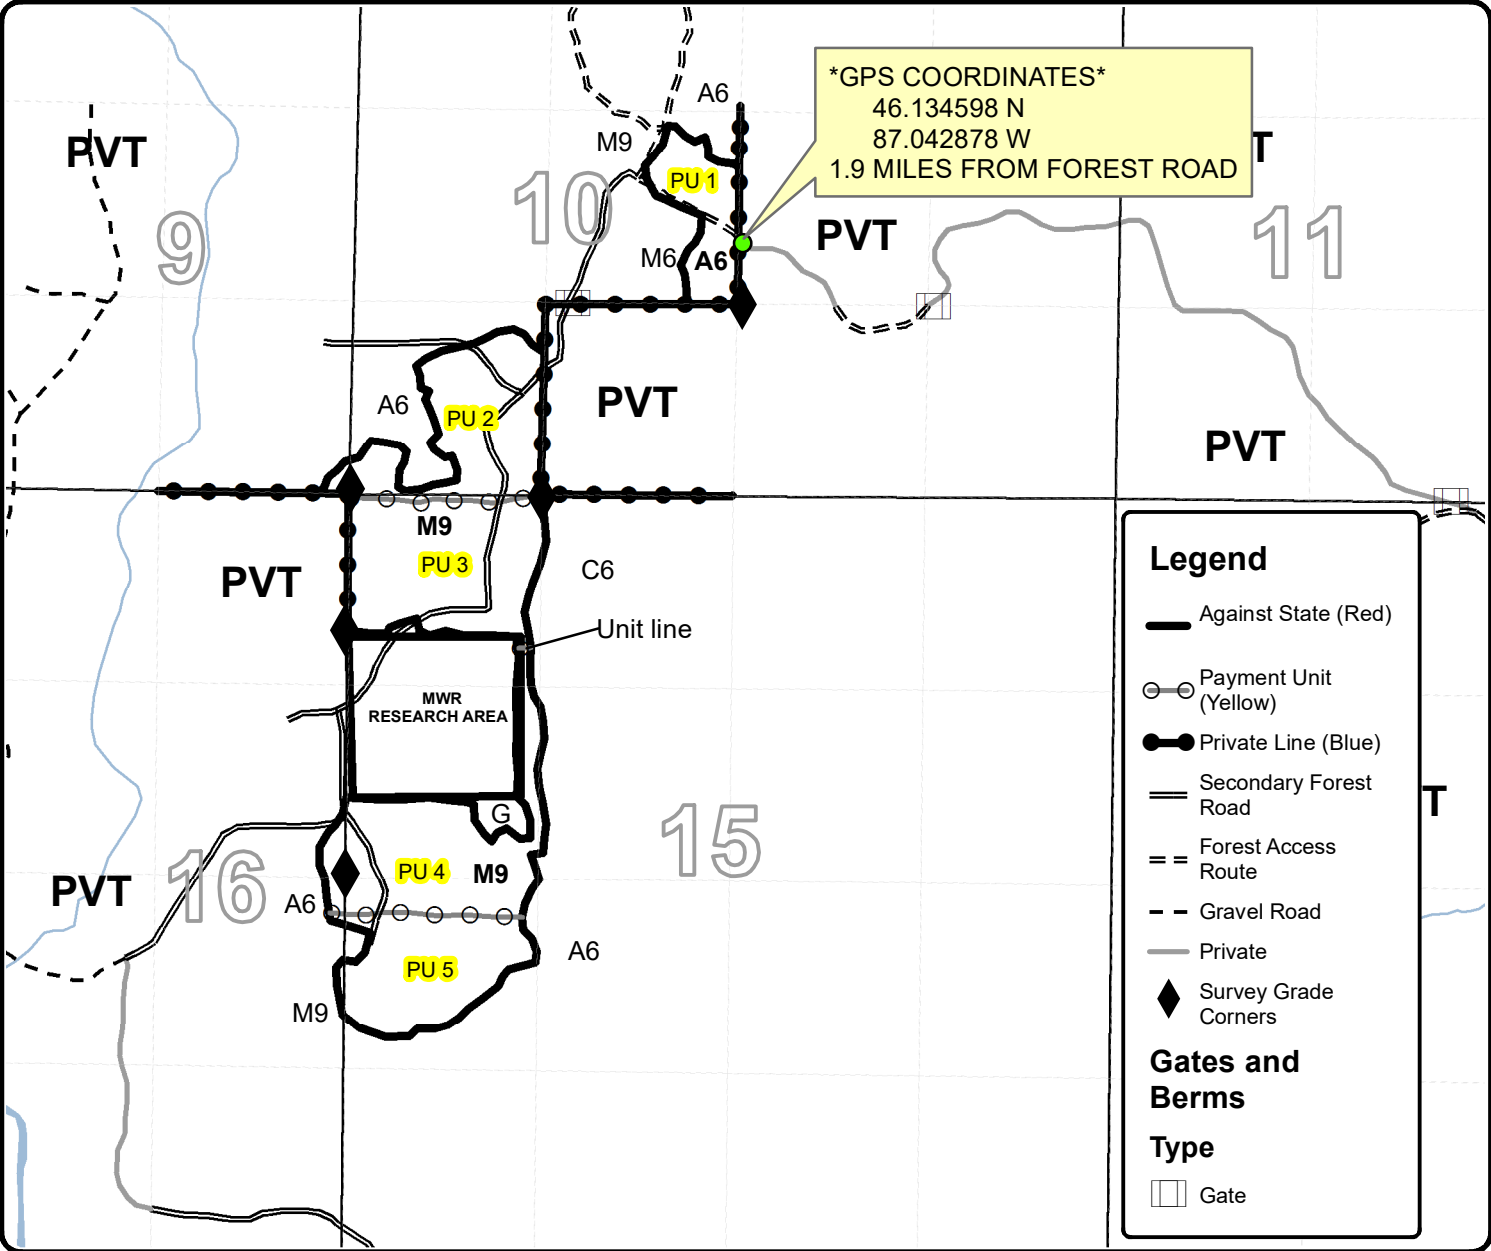 *GPS COORDINATES*
46.134598 N
87.042878 W
1.9 MILES FROM FOREST ROAD
A6
M9
PVT
T
PU 1
10
9
PVT
11
M6
A6
PVT
A6
PU 2
PVT
M9
PU 3
C6
PVT
Unit line
MWR
RESEARCH AREA
G
15
T
PU 4
M9
16
PVT
A6
A6
PU 5
M9
Legend
Against State (Red)
Payment Unit
(Yellow)
Private Line (Blue)
Secondary Forest
Road
Forest Access
Route
Gravel Road
Private
Survey Grade
Corners
Gates and
Berms
Type
Gate